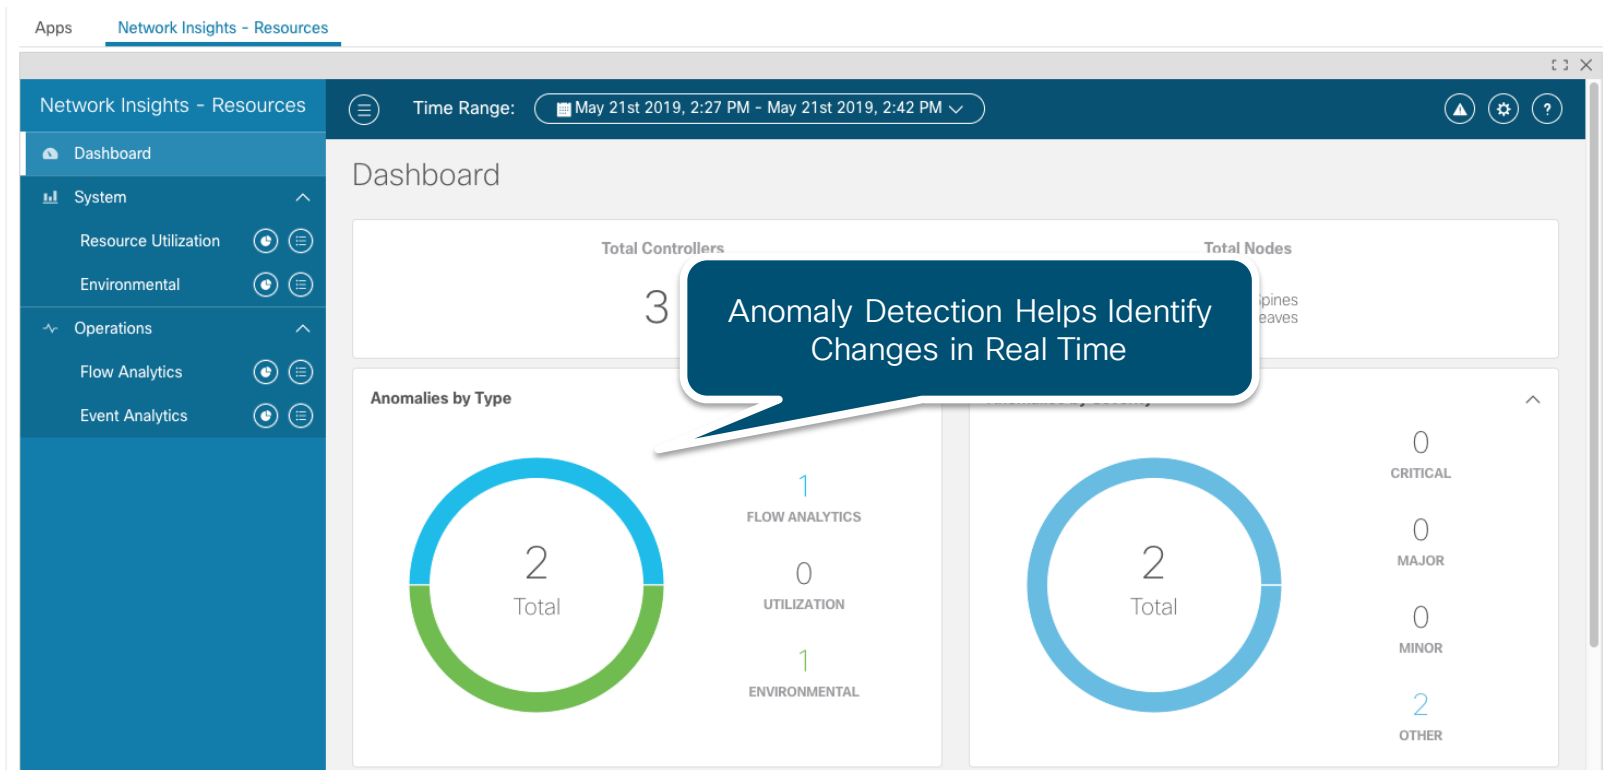 Apps
Network Insights - Resources
Network Insights - Resources
Time Range:
May 21st 2019, 2:27 PM - May 21st 2019, 2:42 PM
?
Dashboard
System
Resource Utilization
Environmental
Operations
Flow Analytics
Event Analytics
Dashboard
Total Controllers
3
Total Nodes
Anomaly Detection Helps Identify
Changes in Real Time
Anomalies by Type
2
Total
1
FLOW ANALYTICS
0
UTILIZATION
1
ENVIRONMENTAL
Anomalies by Severity
2
Total
0
CRITICAL
0
MAJOR
0
MINOR
2
OTHER